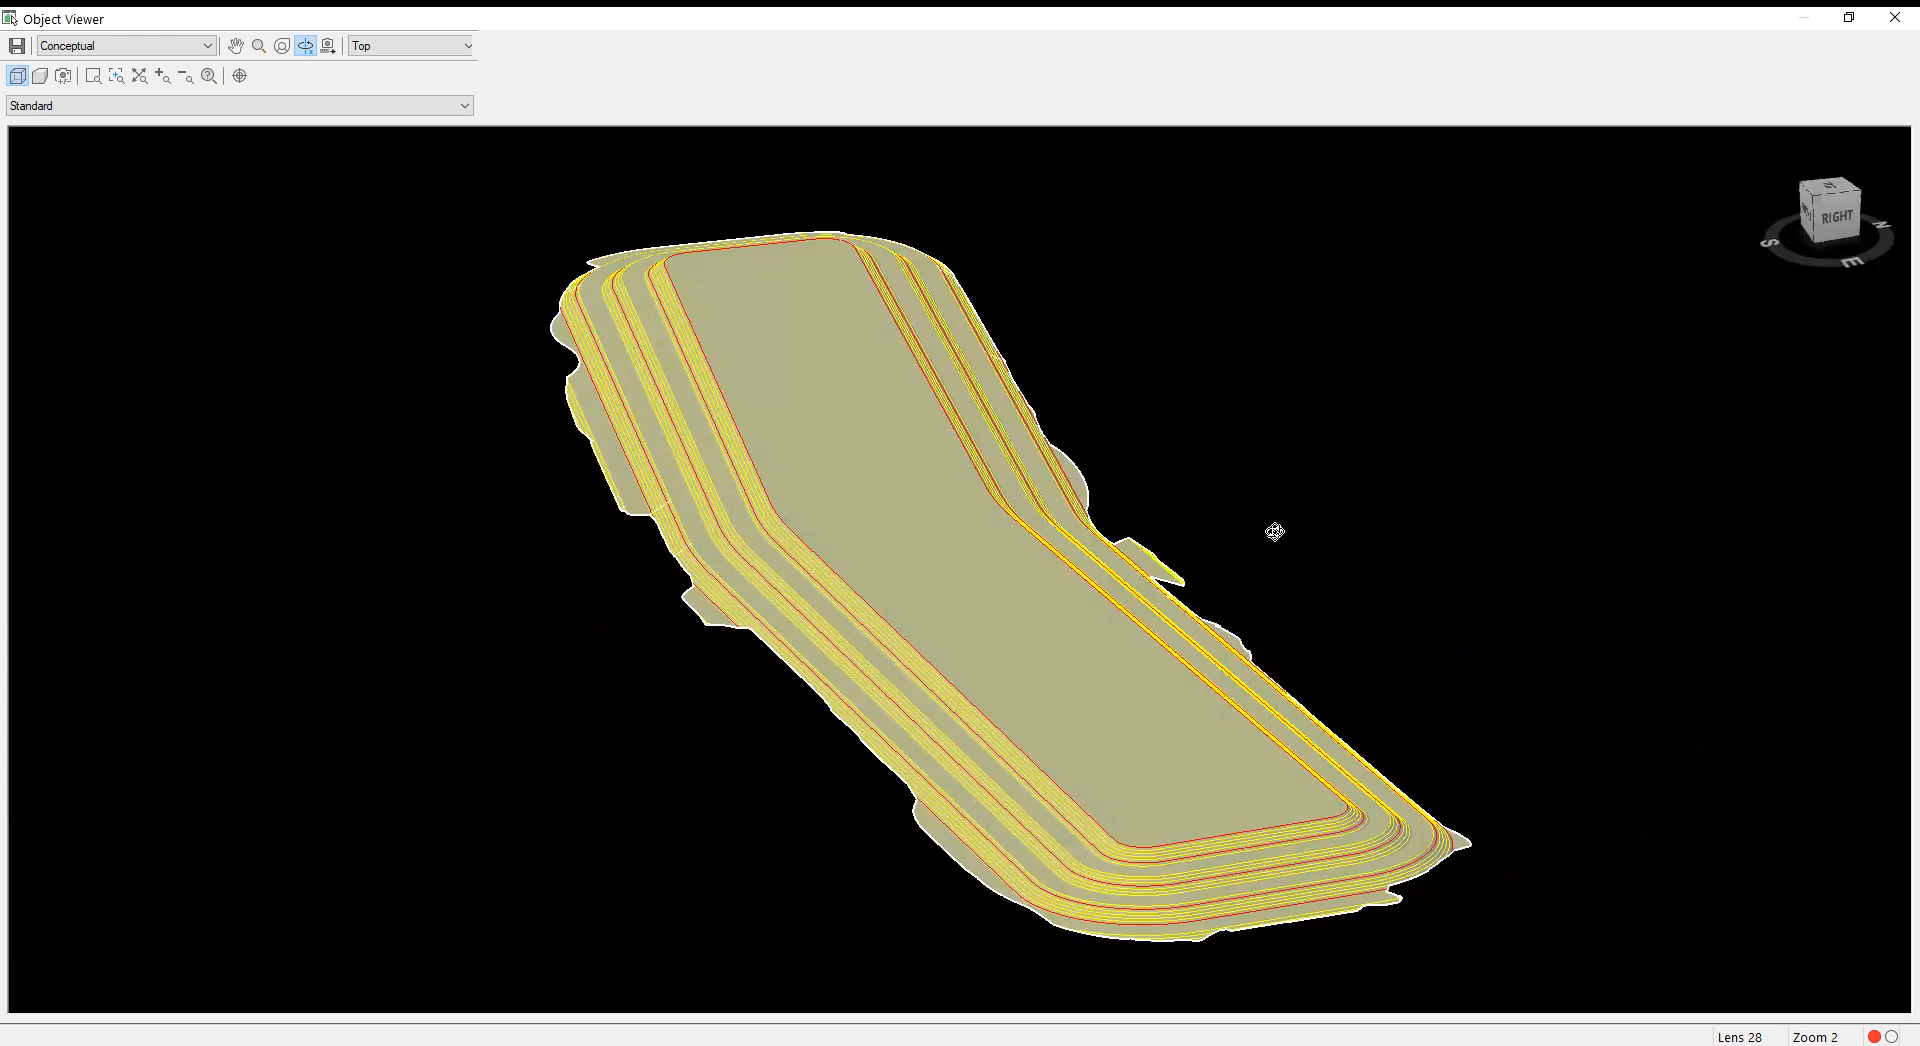 Object Viewer
Conceptual
Top
Standard
RIGHT
N
S
E
Lens 28
Zoom 2